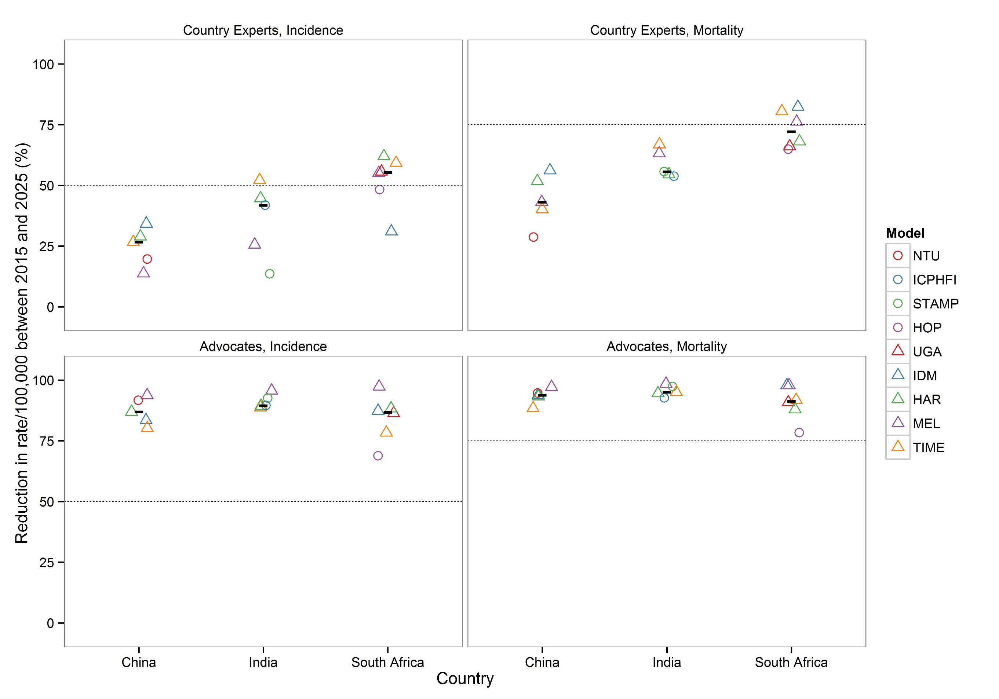 Country Experts, Incidence
Country Experts, Mortality
100
75
50
25
0
Reduction in rate/100,000 between 2015 and 2025 (%)
Advocates, Incidence
Advocates, Mortality
100
75
50
25
0
China
India
South Africa
China
India
South Africa
Country
Model
NTU
ICPHFI
STAMP
HOP
UGA
IDM
HAR
MEL
TIME